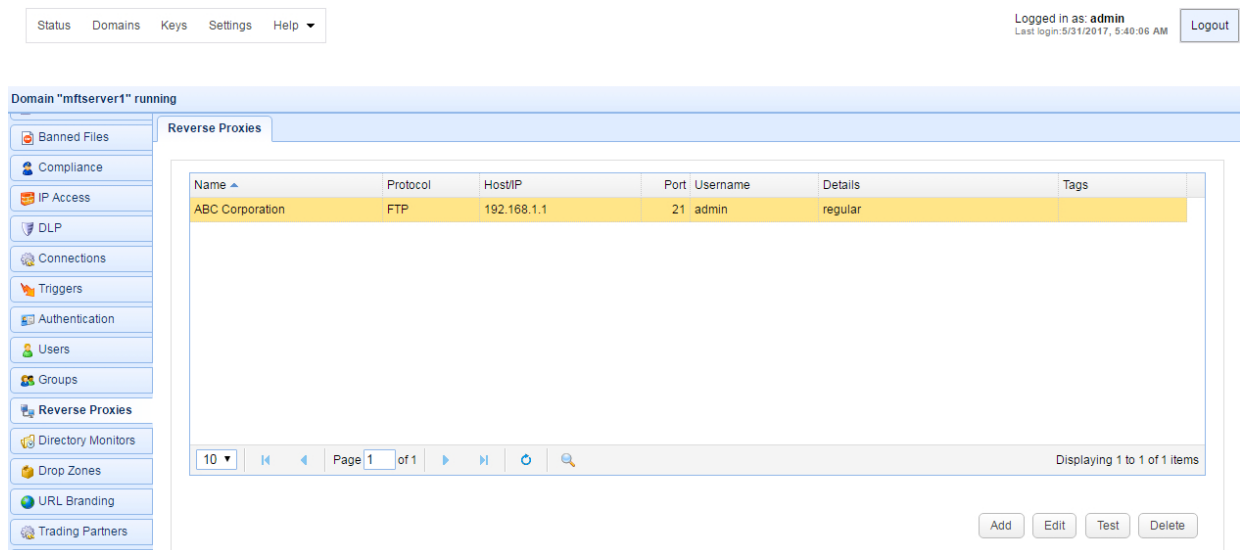 Status Domains Keys Settings Help
Logged in as: admin
Last login:5/31/2017, 5:40:06 AM
Logout
Domain "mftserver1" running
Banned Files
Compliance
IP Access
DLP
Connections
Triggers
Authentication
Users
Groups
Reverse Proxies
Directory Monitors
Drop Zones
URL Branding
Trading Partners
Reverse Proxies
Name Protocol Host/IP Port Username Details Tags
ABC Corporation FTP 192.168.1.1 21 admin regular
10 Page 1 of 1 Displaying 1 to 1 of 1 items
Add Edit Test Delete